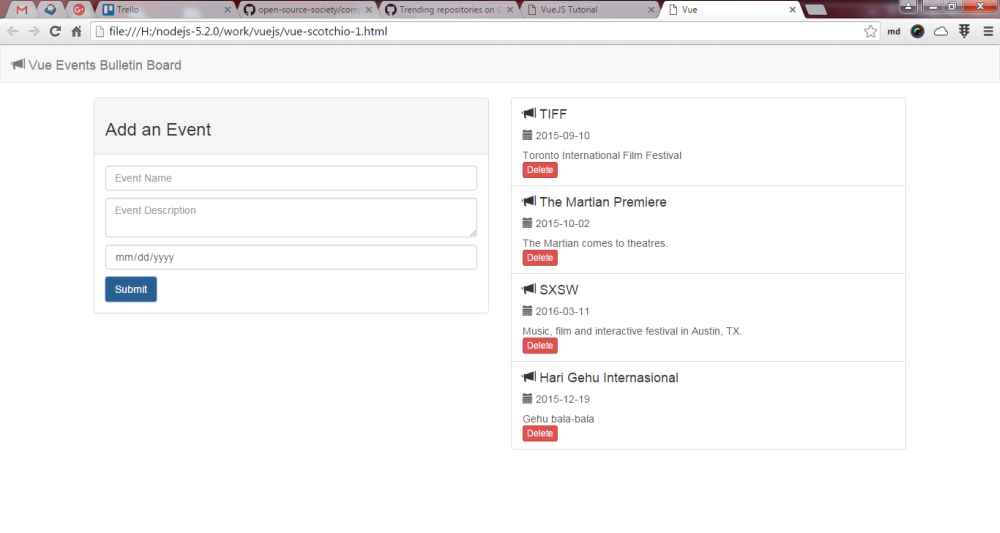 Trello
open-source-society/com
Trending repositories on G
VueJS Tutorial
Vue
file:///H:/nodejs-5.2.0/work/vuejs/vue-scotchio-1.html
md
Vue Events Bulletin Board
Add an Event
Event Name
Event Description
mm/dd/yyyy
Submit
TIFF
2015-09-10
Toronto International Film Festival
Delete
The Martian Premiere
2015-10-02
The Martian comes to theatres.
Delete
SXSW
2016-03-11
Music, film and interactive festival in Austin, TX.
Delete
Hari Gehu Internasional
2015-12-19
Gehu bala-bala
Delete